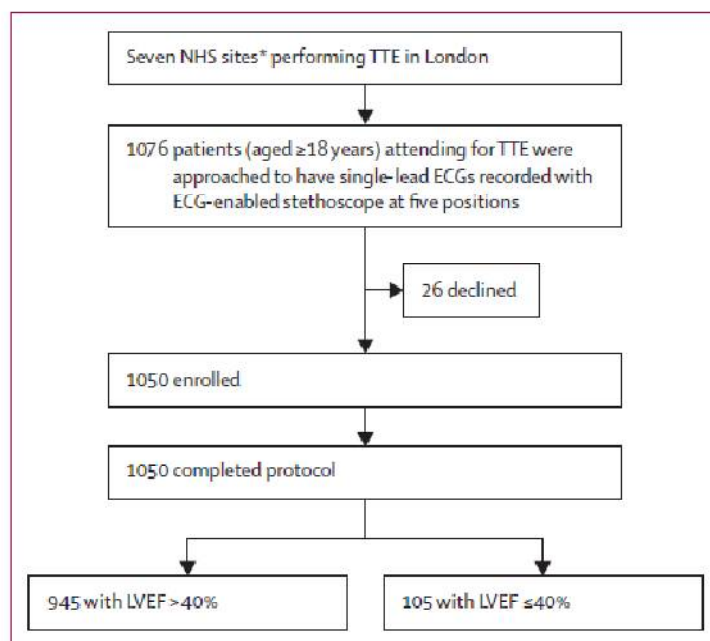 Seven NHS sites* performing TTE in London
1076 patients (aged ≥18 years) attending for TTE were
approached to have single-lead ECGs recorded with
ECG-enabled stethoscope at five positions
26 declined
1050 enrolled
1050 completed protocol
945 with LVEF >40%
105 with LVEF ≤40%